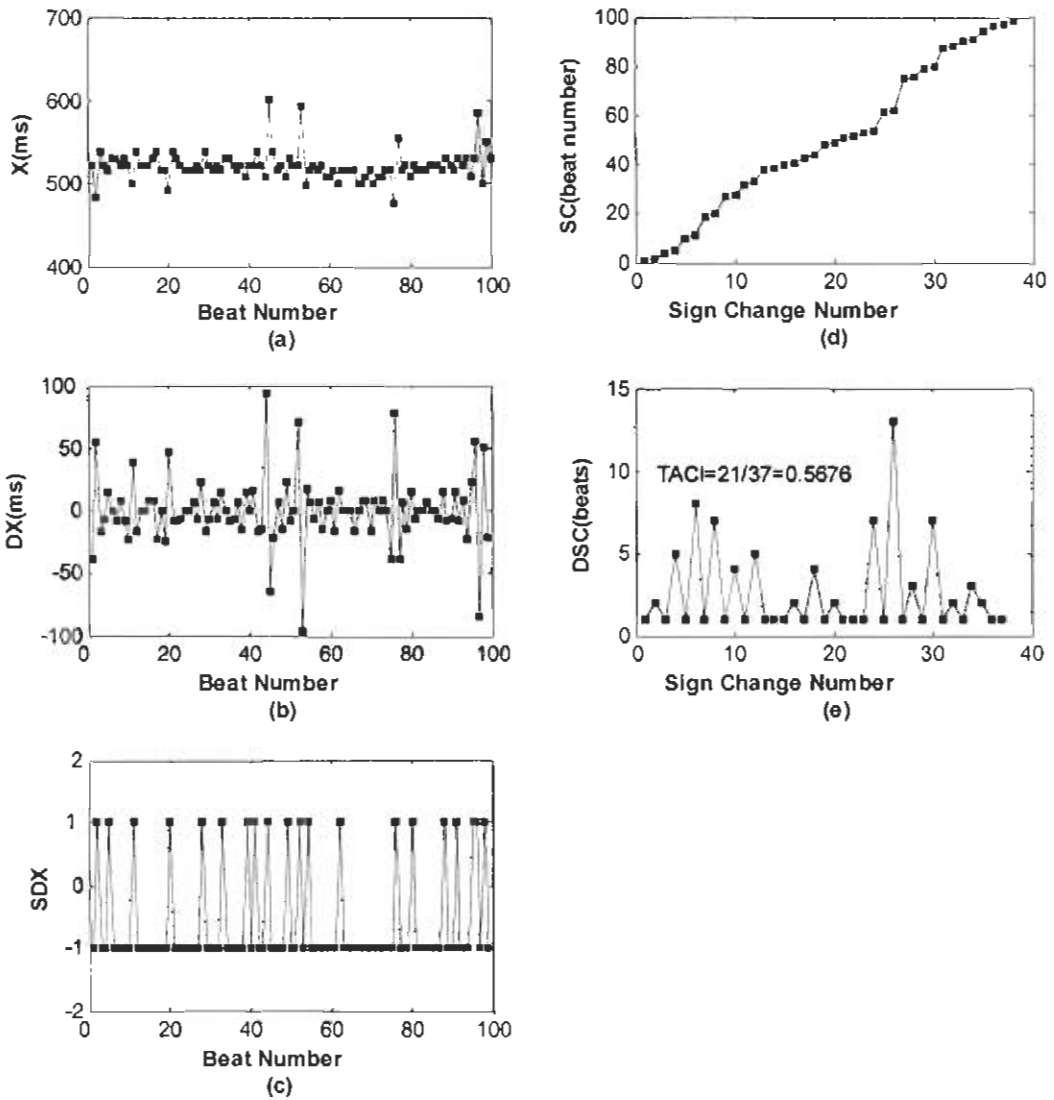 700
600
500
400
X(ms)
0 20 40 60 80 100
Beat Number
(a)
100
80
60
40
20
0
SC(beat number)
0 10 20 30 40
Sign Change Number
(d)
100
50
0
-50
-100
DX(ms)
0 20 40 60 80 100
Beat Number
(b)
15
10
5
0
DSC(beats)
TACI=21/37=0.5676
0 10 20 30 40
Sign Change Number
(e)
2
1
0
-1
-2
SDX
0 20 40 60 80 100
Beat Number
(c)